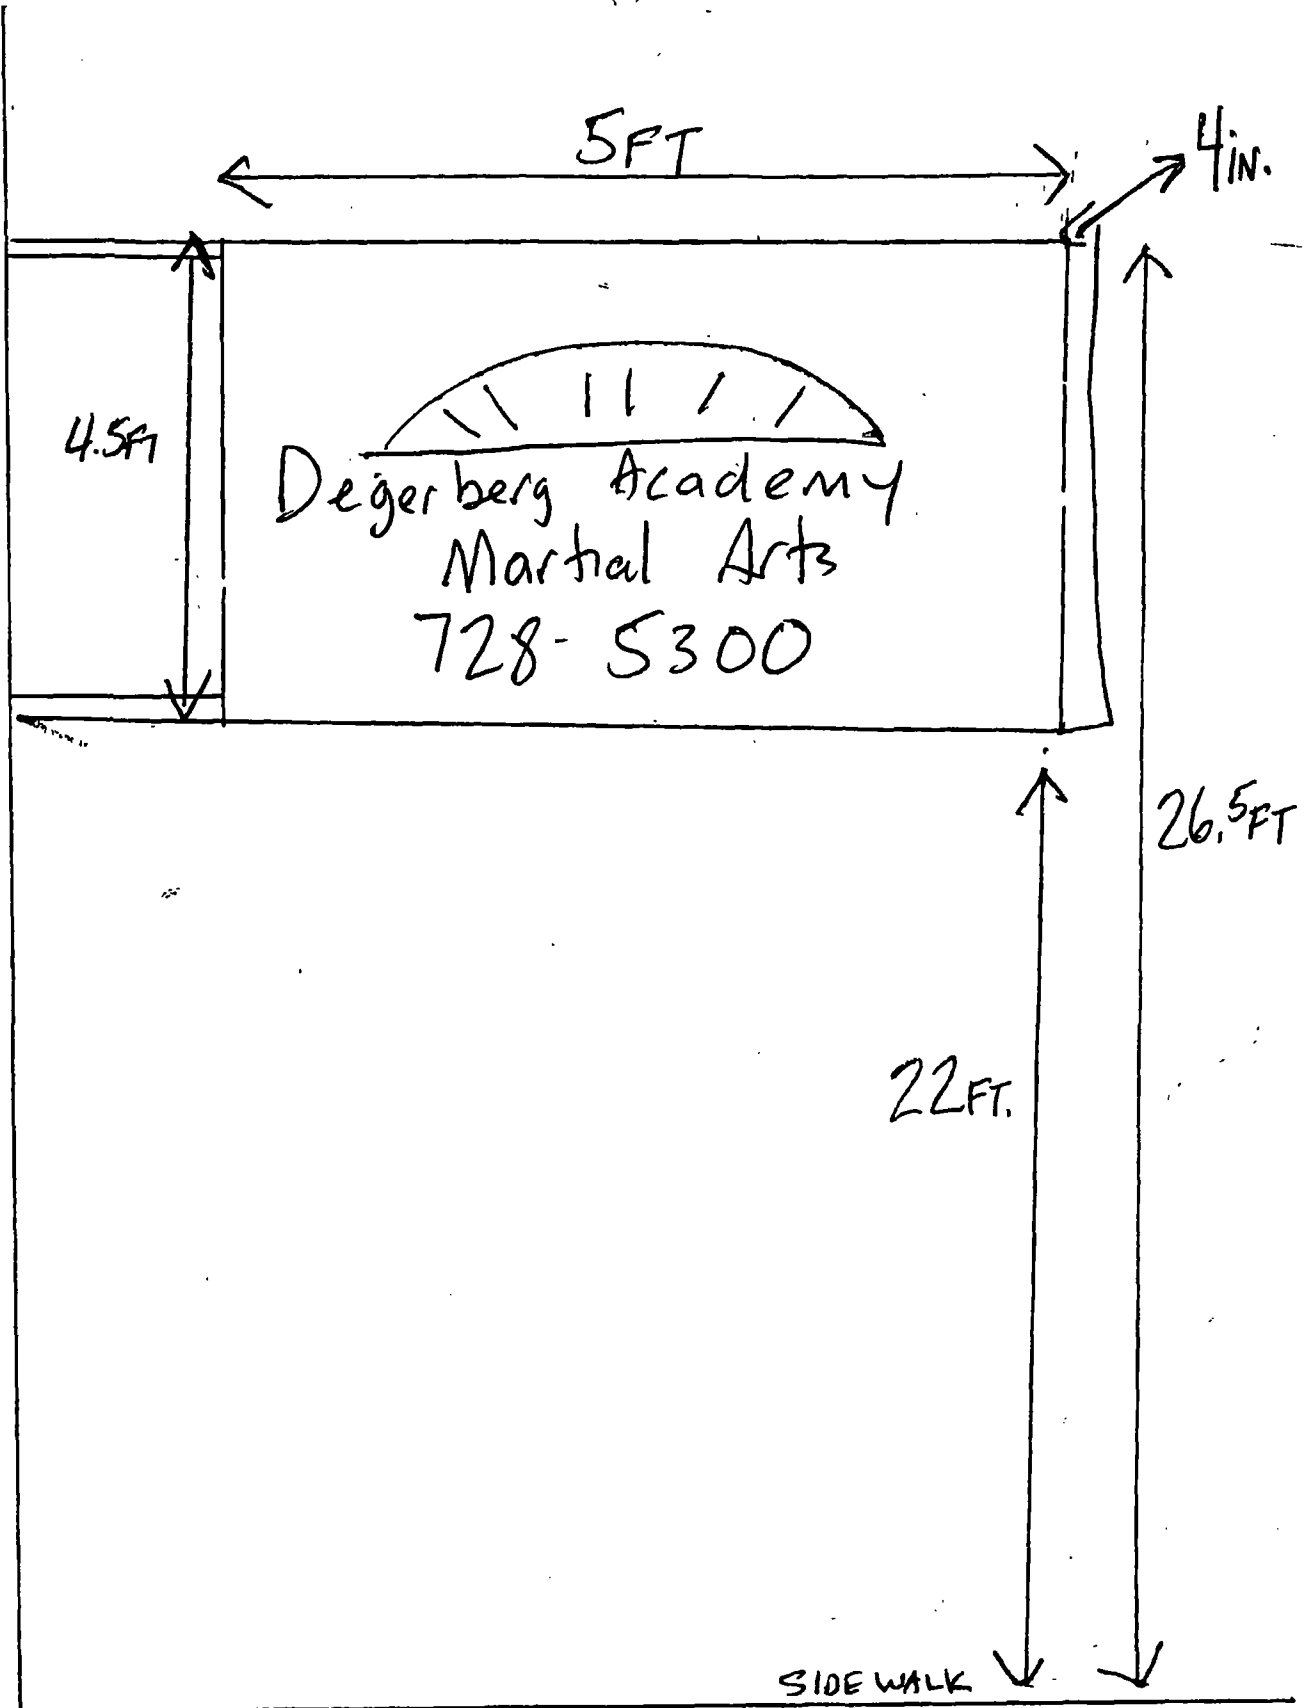 5FT
4IN.
4.5FT
Degerberg Academy
Martial Arts
728-5300
26.5FT
22FT.
SIDEWALK